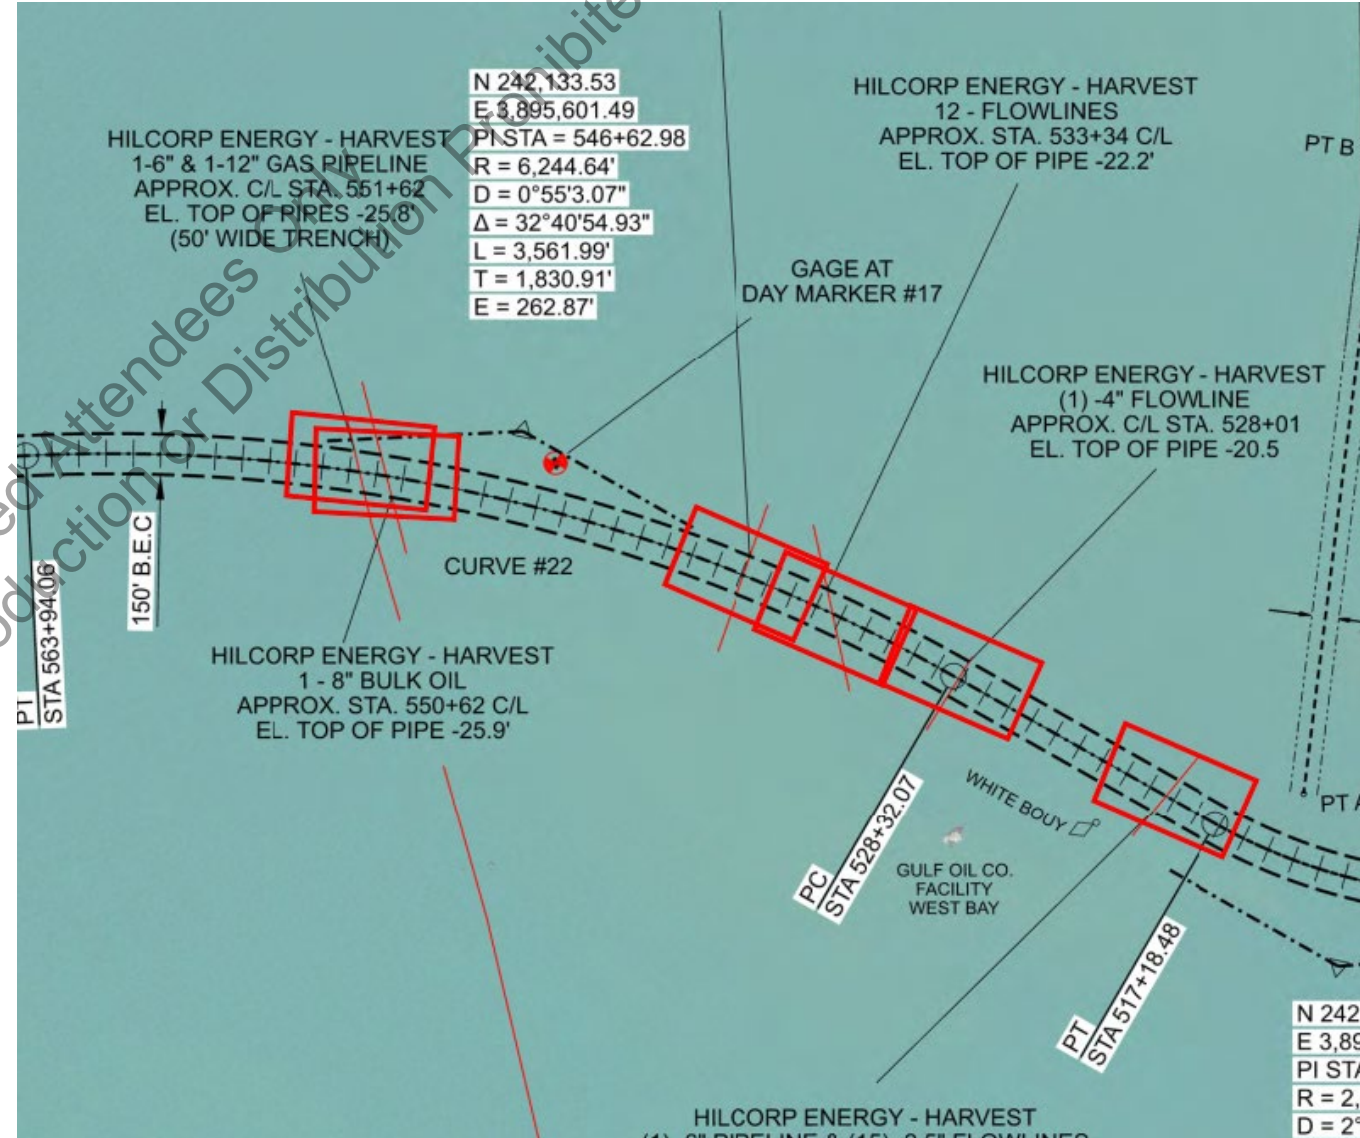 HILCORP ENERGY - HARVEST
1-6" & 1-12" GAS PIPELINE
APPROX. C/L STA. 551+62
EL. TOP OF PIPES -25.8'
(50' WIDE TRENCH)
N 242,133.53
E 3,895,601.49
PI STA = 546+62.98
R = 6,244.64'
D = 0°55'3.07"
Δ = 32°40'54.93"
L = 3,561.99'
T = 1,830.91'
E = 262.87'
HILCORP ENERGY - HARVEST
12 - FLOWLINES
APPROX. STA. 533+34 C/L
EL. TOP OF PIPE -22.2'
PT B
GAGE AT
DAY MARKER #17
HILCORP ENERGY - HARVEST
(1) -4" FLOWLINE
APPROX. C/L STA. 528+01
EL. TOP OF PIPE -20.5
150' B.E.C
CURVE #22
PT
STA 563+94.06
HILCORP ENERGY - HARVEST
1 - 8" BULK OIL
APPROX. STA. 550+62 C/L
EL. TOP OF PIPE -25.9'
PC
STA 528+32.07
WHITE BOUY
GULF OIL CO.
FACILITY
WEST BAY
PT
PT
STA 517+18.48
N 242
E 3,89
PI STA
R = 2,
D = 2°
HILCORP ENERGY - HARVEST
Attendees Only
or Distribution Prohibite